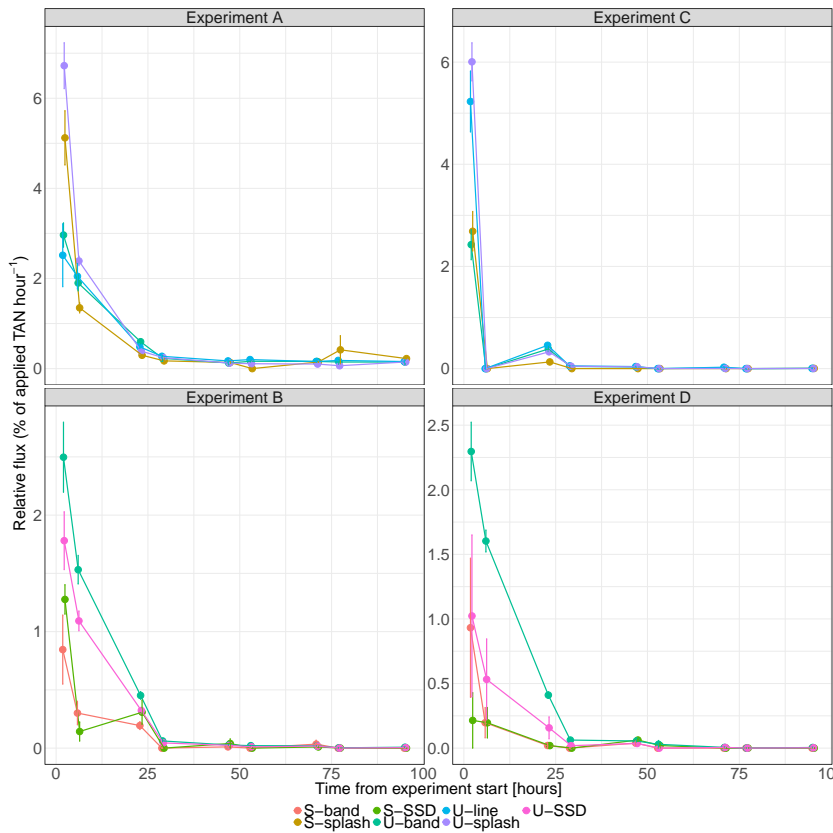 Experiment A
Experiment C
6
4
2
0
6
4
2
0
Relative flux (% of applied TAN hour−1)
Experiment B
Experiment D
2
1
0
2.5
2.0
1.5
1.0
0.5
0.0
0 25 50 75 100
0 25 50 75 10
Time from experiment start [hours]
S−band S−SSD U−line U−SSD
S−splash U−band U−splash